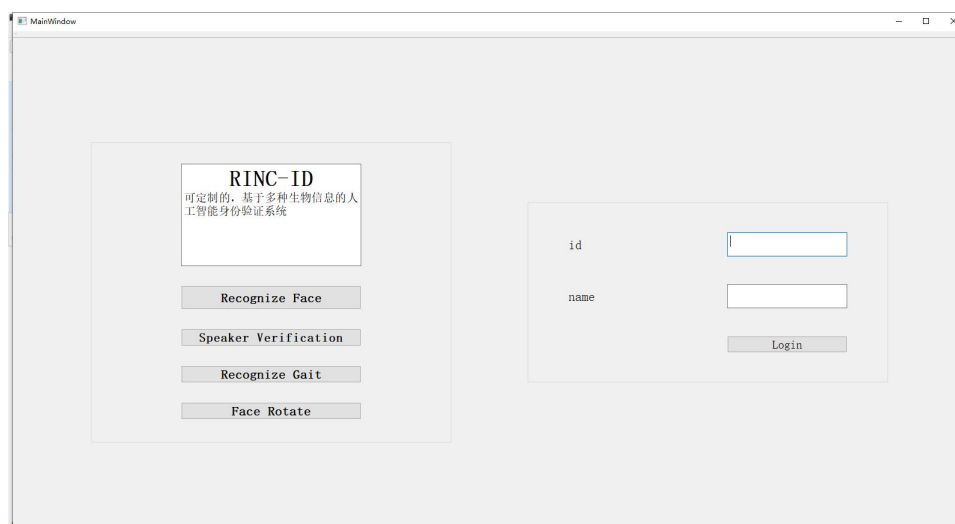 MainWindow
RINC-ID
可定制的，基于多种生物信息的人
工智能身份验证系统
Recognize Face
Speaker Verification
Recognize Gait
Face Rotate
id
name
Login